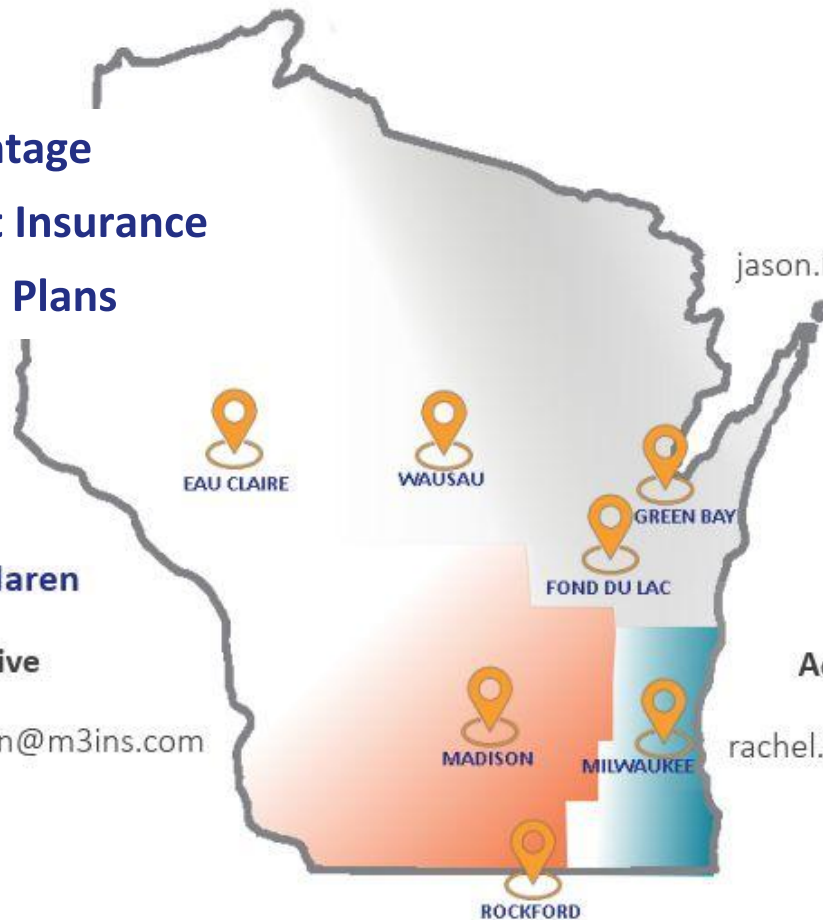 ntage
t Insurance
Plans
jason.
EAU CLAIRE
WAUSAU
GREEN BAY
FOND DU LAC
laren
ive
n@m3ins.com
MADISON
MILWAUKEE
rachel.
ROCKFORD